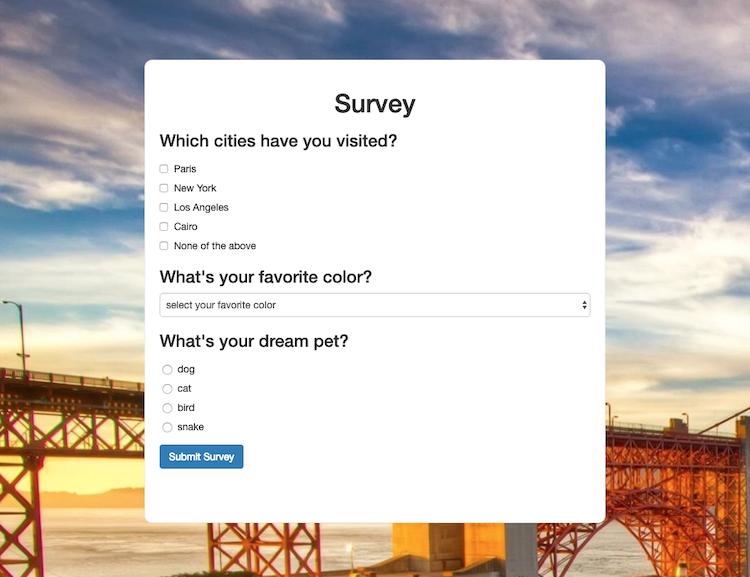 Survey
Which cities have you visited?
Paris
New York
Los Angeles
Cairo
None of the above
What's your favorite color?
select your favorite color
What's your dream pet?
dog
cat
bird
snake
Submit Survey